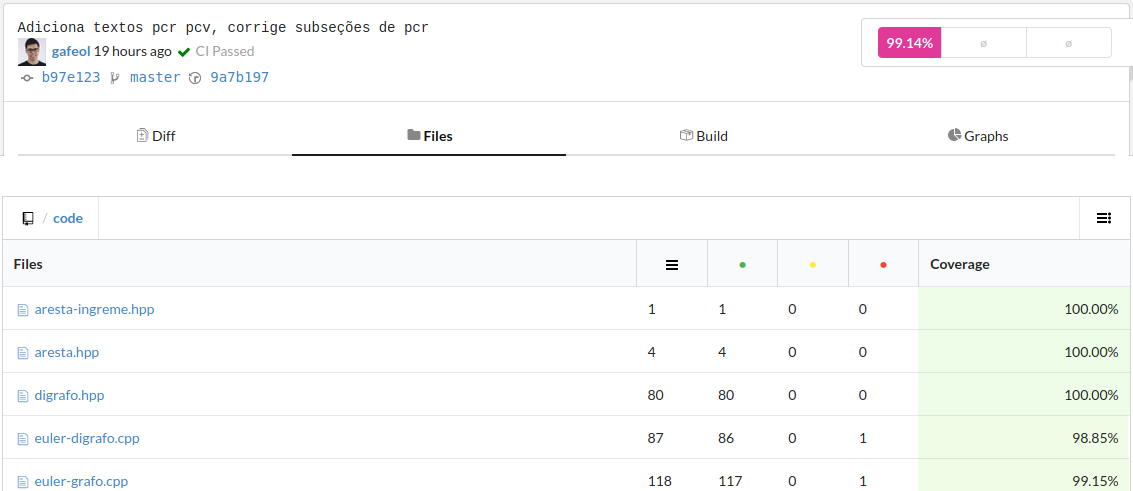 Adiciona textos pcr pcv, corrige subseções de pcr
gafeol 19 hours ago CI Passed
b97e123 master 9a7b197
99.14% ø ø
Diff Files Build Graphs
/ code
Files Coverage
aresta-ingreme.hpp 1 1 0 0 100.00%
aresta.hpp 4 4 0 0 100.00%
digrafo.hpp 80 80 0 0 100.00%
euler-digrafo.cpp 87 86 0 1 98.85%
euler-grafo.cpp 118 117 0 1 99.15%